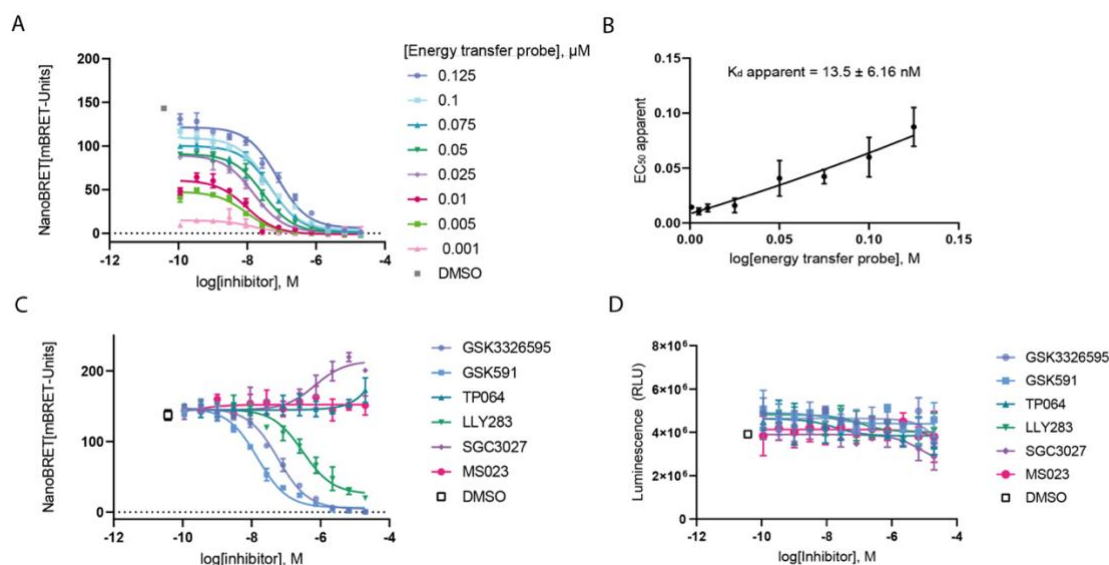 A
NanoBRET[mBRET-Units]
200
150
100
50
0
-12
-10
-8
-6
-4
log[inhibitor], M
[Energy transfer probe], µM
0.125
0.1
0.075
0.05
0.025
0.01
0.005
0.001
DMSO
B
Kd apparent = 13.5 ± 6.16 nM
EC50 apparent
0.15
0.10
0.05
0.00
0.00
0.05
0.10
0.15
log[energy transfer probe], M
C
NanoBRET[mBRET-Units]
200
100
0
-12
-10
-8
-6
-4
log[inhibitor], M
GSK3326595
GSK591
TP064
LLY283
SGC3027
MS023
DMSO
D
Luminescence (RLU)
8×10⁶
6×10⁶
4×10⁶
2×10⁶
0
-12
-10
-8
-6
-4
log[Inhibitor], M
GSK3326595
GSK591
TP064
LLY283
SGC3027
MS023
DMSO